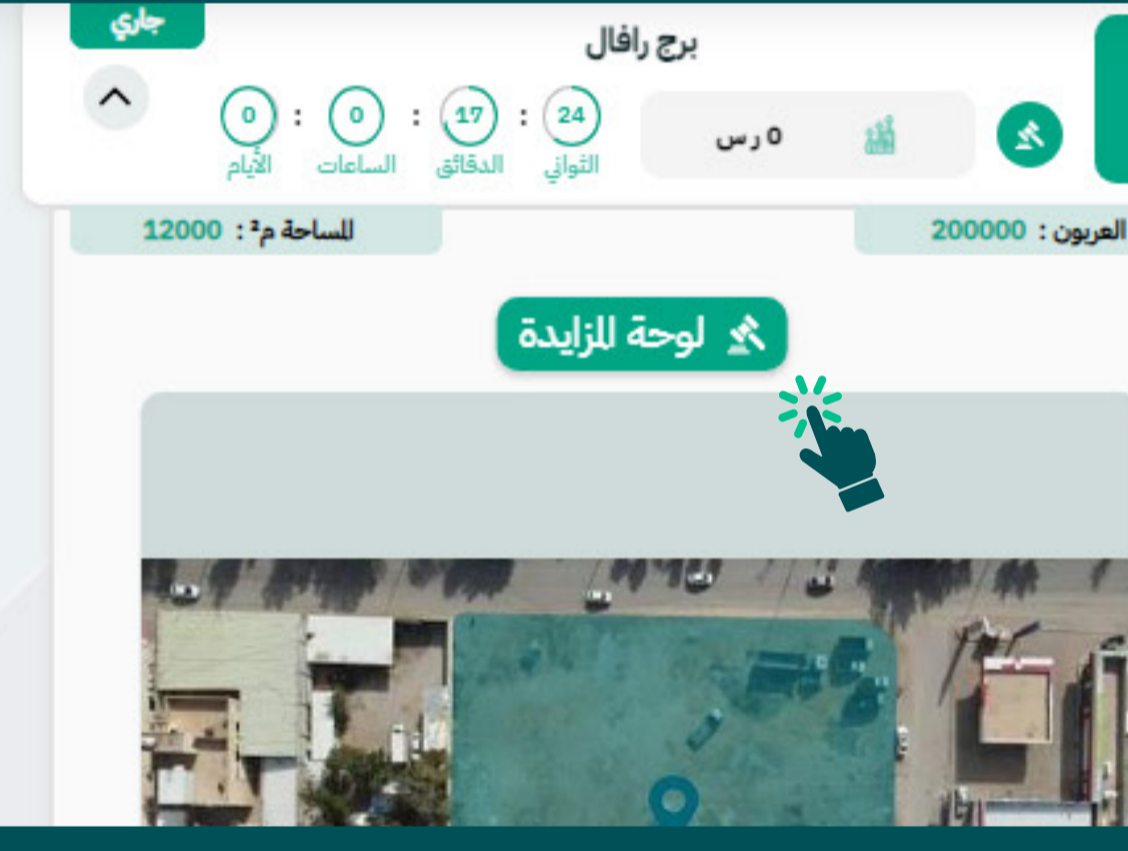 جاري
برج رافال
0 ر س
24 : 17 : 0 : 0
الثواني الدقائق الساعات الأيام
العربون : 200000
المساحة م² : 12000
لوحة المزايدة